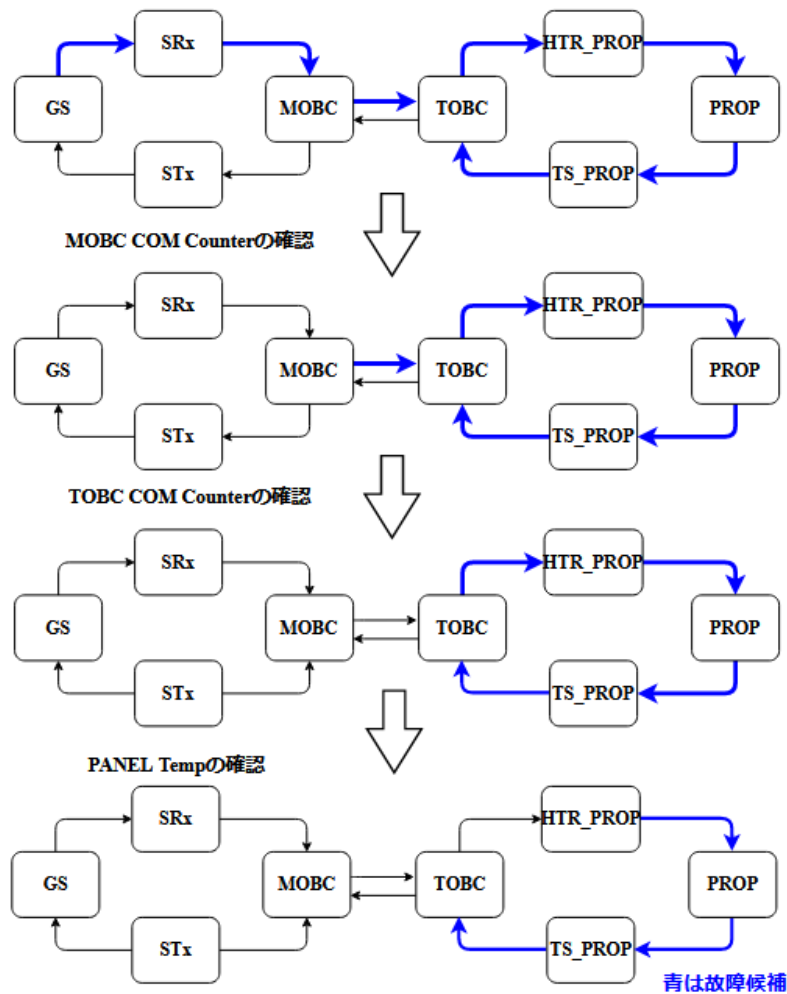 SRx
HTR_PROP
GS
MOBC
TOBC
PROP
STx
TS_PROP
MOBC COM Counterの確認
SRx
HTR_PROP
GS
MOBC
TOBC
PROP
STx
TS_PROP
TOBC COM Counterの確認
SRx
HTR_PROP
GS
MOBC
TOBC
PROP
STx
TS_PROP
PANEL Tempの確認
SRx
HTR_PROP
GS
MOBC
TOBC
PROP
STx
TS_PROP
青は故障候補